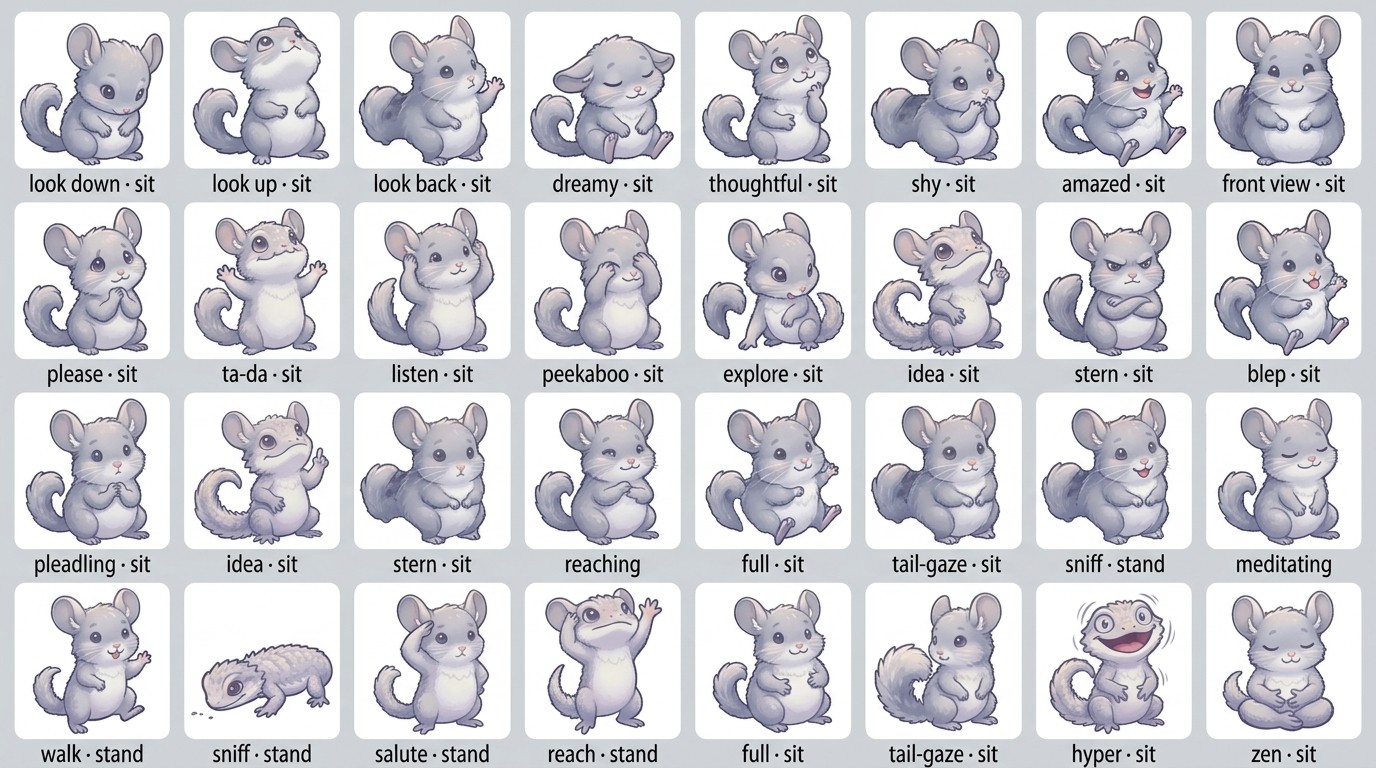 look down · sit
look up · sit
look back · sit
dreamy · sit
thoughtful · sit
shy · sit
amazed · sit
front view · sit
please · sit
ta-da · sit
listen · sit
peekaboo · sit
explore · sit
idea · sit
stern · sit
blep · sit
pleadling · sit
idea · sit
stern · sit
reaching
full · sit
tail-gaze · sit
sniff · stand
meditating
walk · stand
sniff · stand
salute · stand
reach · stand
full · sit
tail-gaze · sit
hyper · sit
zen · sit